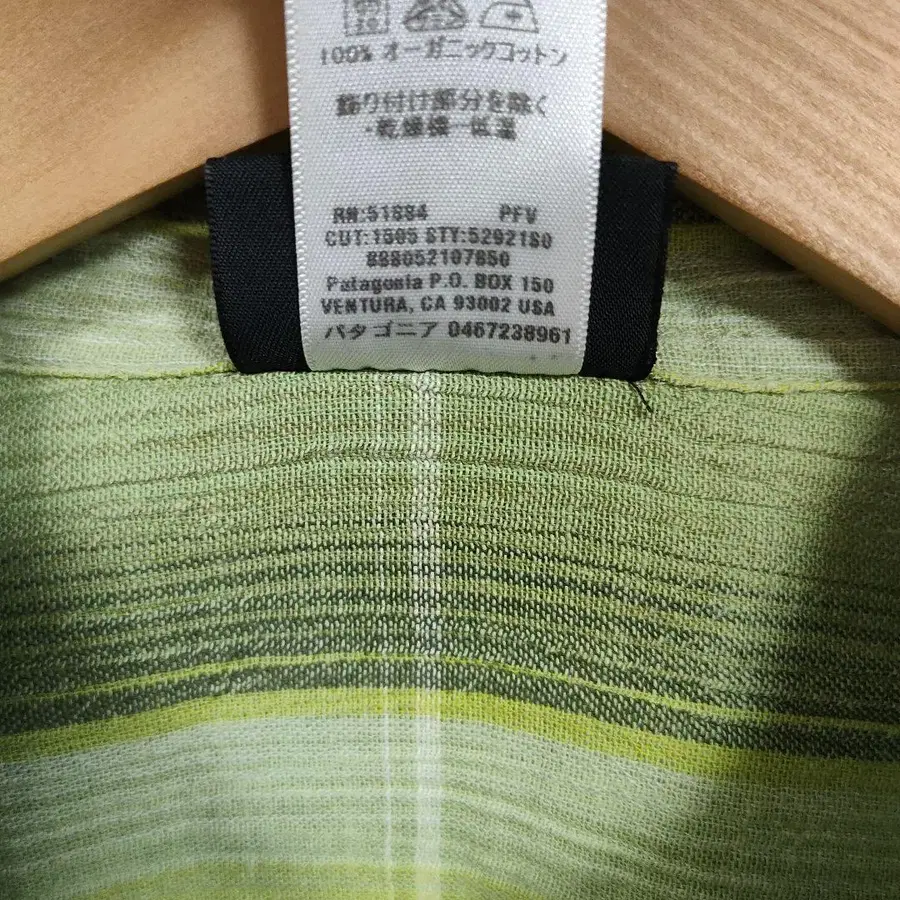 100% オーガニックコットン
飾り付け部分を除く
・乾燥機一低温
RN:51884 PFV
CUT:1505 STY:52921S0
888052107850
Patagonia P.O. BOX 150
VENTURA, CA 93002 USA
パタゴニア 0467238961